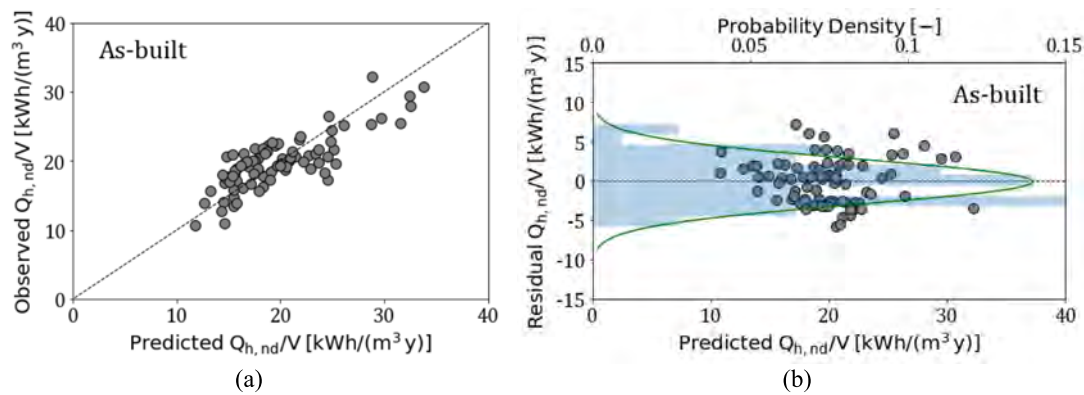 40
30
20
10
0
Observed Q_{h, nd}/V [kWh/(m³ y)]
As-built
0 10 20 30 40
Predicted Q_{h, nd}/V [kWh/(m³ y)]
(a)
Probability Density [−]
0.0 0.05 0.1 0.15
15
10
5
0
-5
-10
-15
Residual Q_{h, nd}/V [kWh/(m³ y)]
As-built
0 10 20 30 40
Predicted Q_{h, nd}/V [kWh/(m³ y)]
(b)